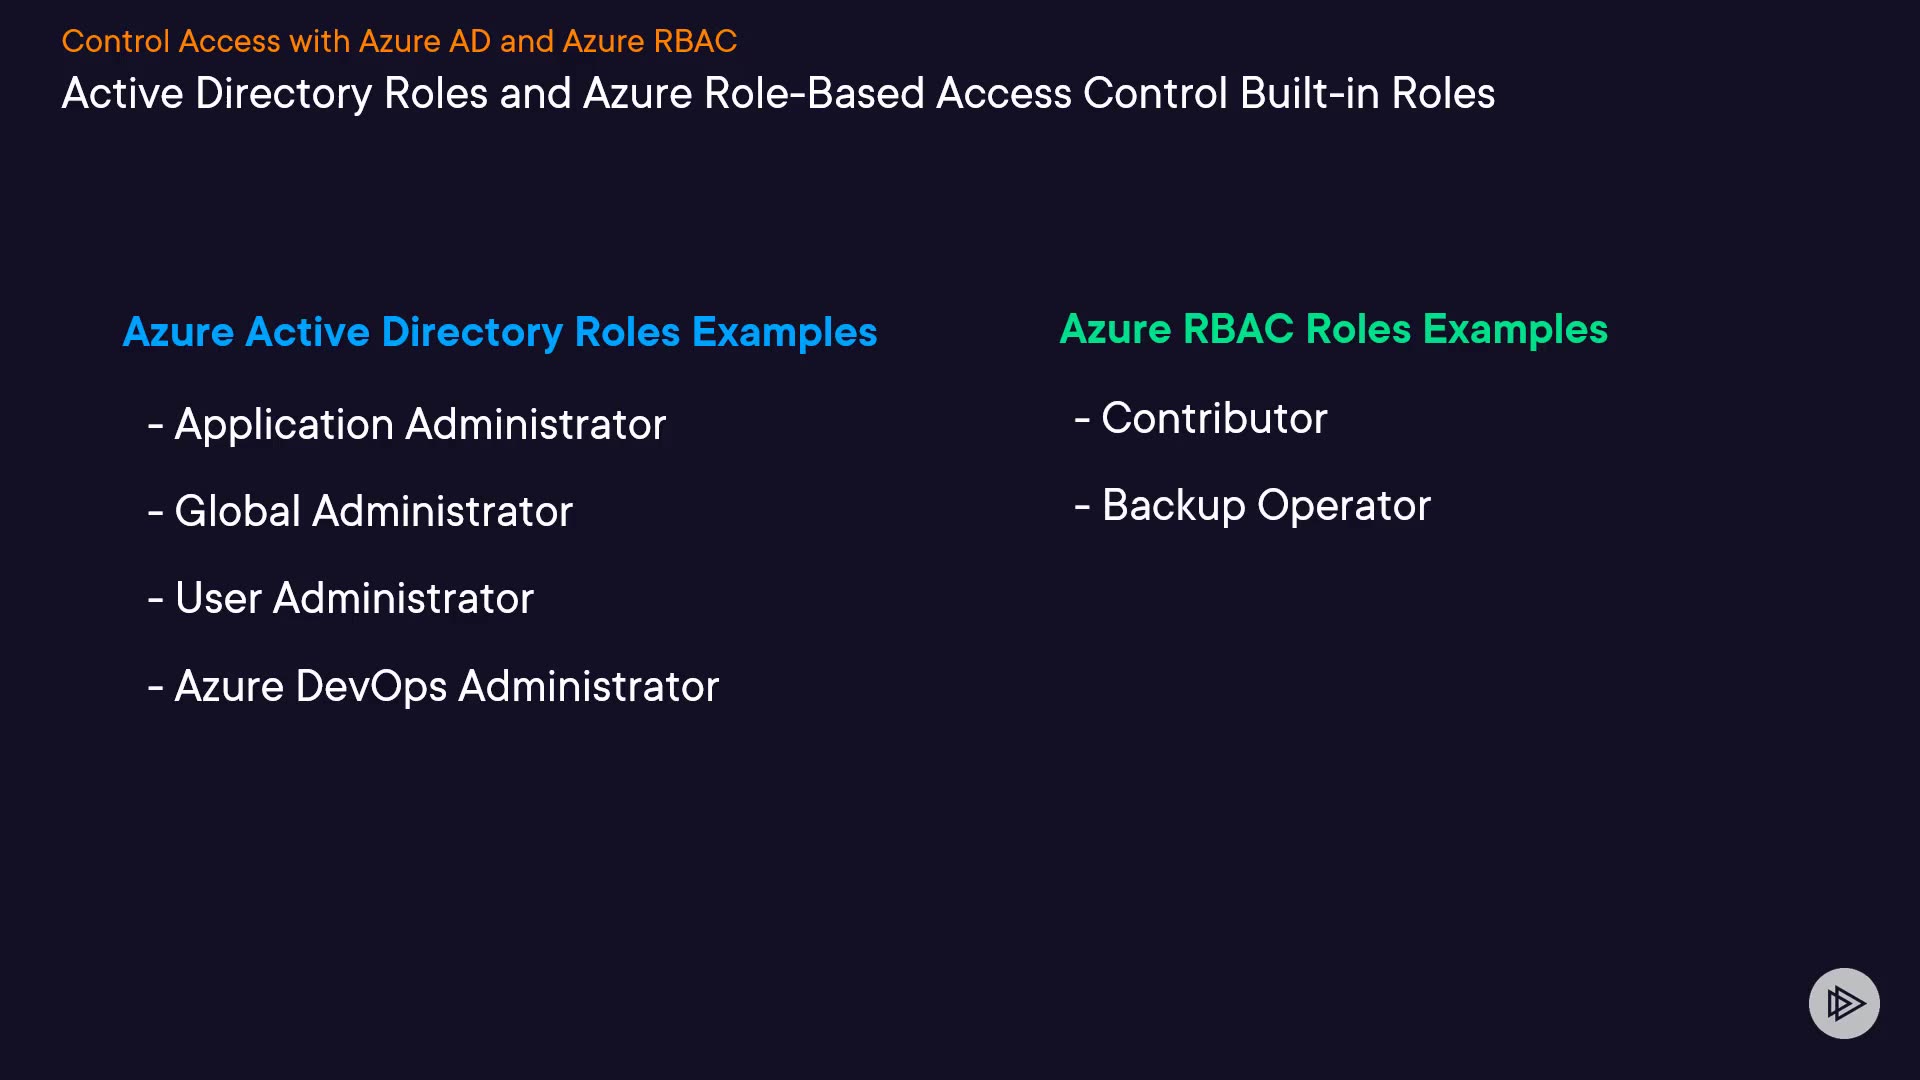 Control Access with Azure AD and Azure RBAC
Active Directory Roles and Azure Role-Based Access Control Built-in Roles
Azure Active Directory Roles Examples
- Application Administrator
- Global Administrator
- User Administrator
- Azure DevOps Administrator
Azure RBAC Roles Examples
- Contributor
- Backup Operator